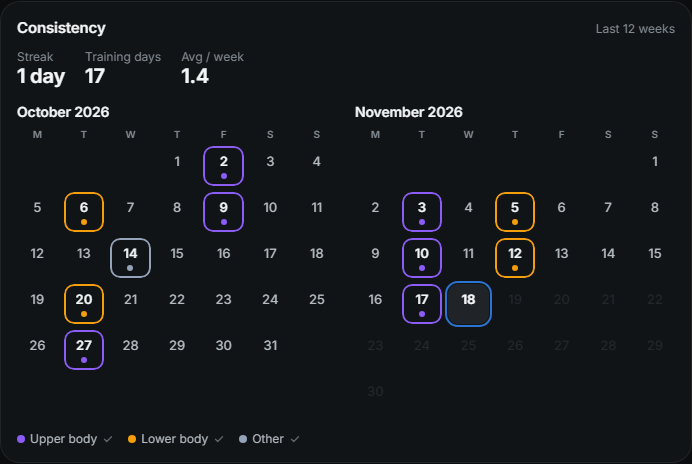 Consistency
Last 12 weeks
Streak Training days Avg / week
1 day 17 1.4
October 2026
M T W T F S S
1 2 3 4
5 6 7 8 9 10 11
12 13 14 15 16 17 18
19 20 21 22 23 24 25
26 27 28 29 30 31
November 2026
M T W T F S S
1
2 3 4 5 6 7 8
9 10 11 12 13 14 15
16 17 18 19 20 21 22
23 24 25 26 27 28 29
30
Upper body ✓ Lower body ✓ Other ✓